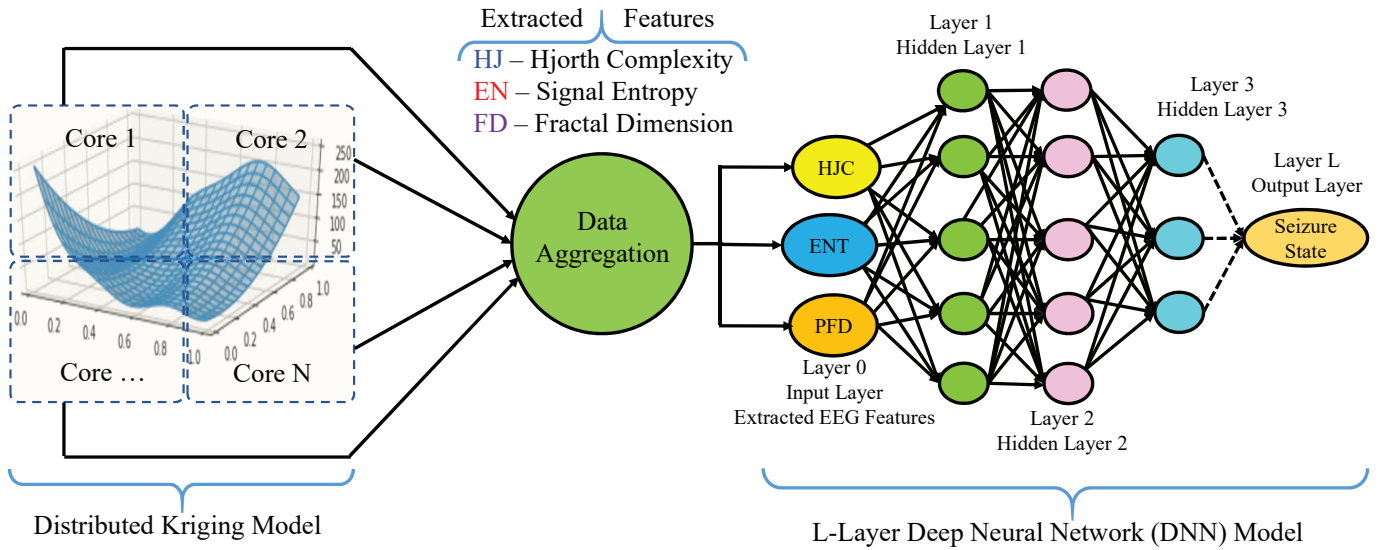 Extracted Features
HJ – Hjorth Complexity
EN – Signal Entropy
FD – Fractal Dimension
Core 1
Core 2
Core …
Core N
250
200
150
100
50
0.0
0.2
0.4
0.6
0.8
1.0
0.0
0.2
0.4
0.6
0.8
1.0
Distributed Kriging Model
Data
Aggregation
HJC
ENT
PFD
Layer 0
Input Layer
Extracted EEG Features
Layer 1
Hidden Layer 1
Layer 2
Hidden Layer 2
Layer 3
Hidden Layer 3
Layer L
Output Layer
Seizure
State
L-Layer Deep Neural Network (DNN) Model